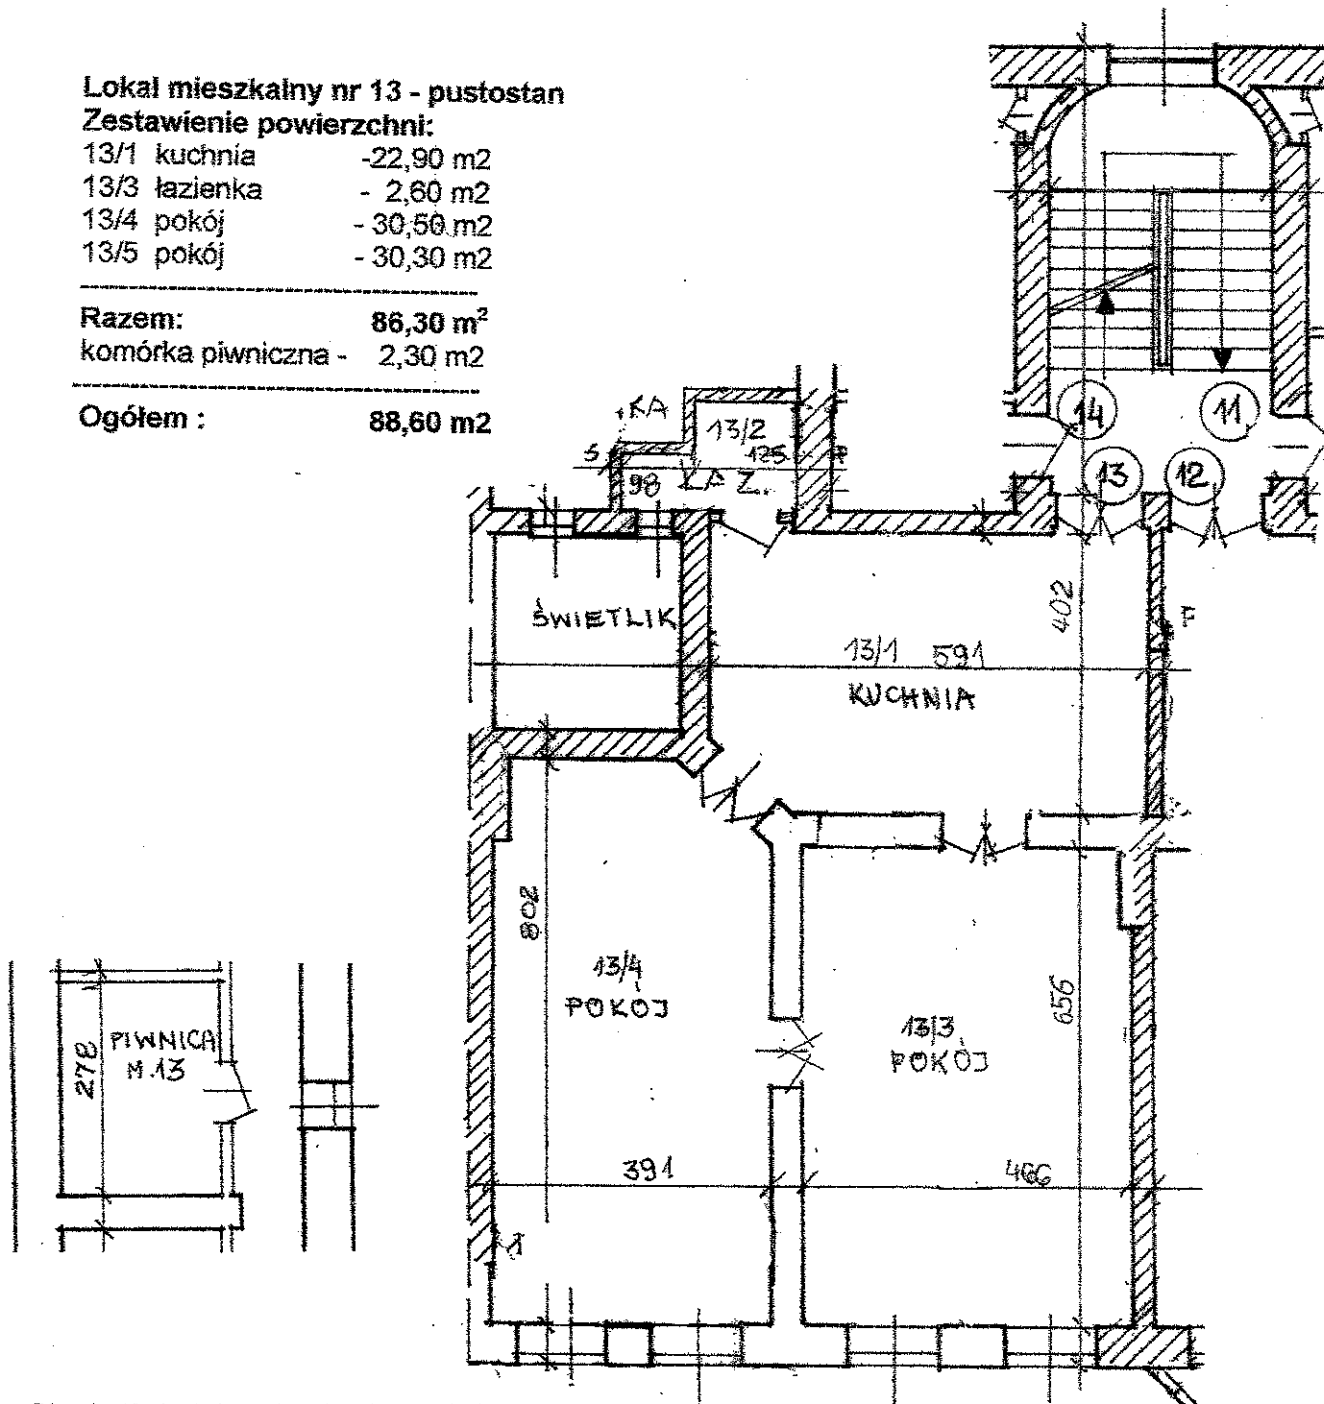 Lokal mieszkalny nr 13 - pustostan
Zestawienie powierzchni:
13/1 kuchnia -22,90 m2
13/3 łazienka - 2,60 m2
13/4 pokój - 30,50 m2
13/5 pokój - 30,30 m2
Razem: 86,30 m²
komórka piwniczna - 2,30 m2
Ogółem : 88,60 m2
14
11
13
12
KA
13/2
5
125
98
ŁAZ.
ŚWIETLIK
402
F
13/1 591
KUCHNIA
802
13/4
POKÓJ
13/3
POKÓJ
656
PIWNICA
M.13
278
391
466